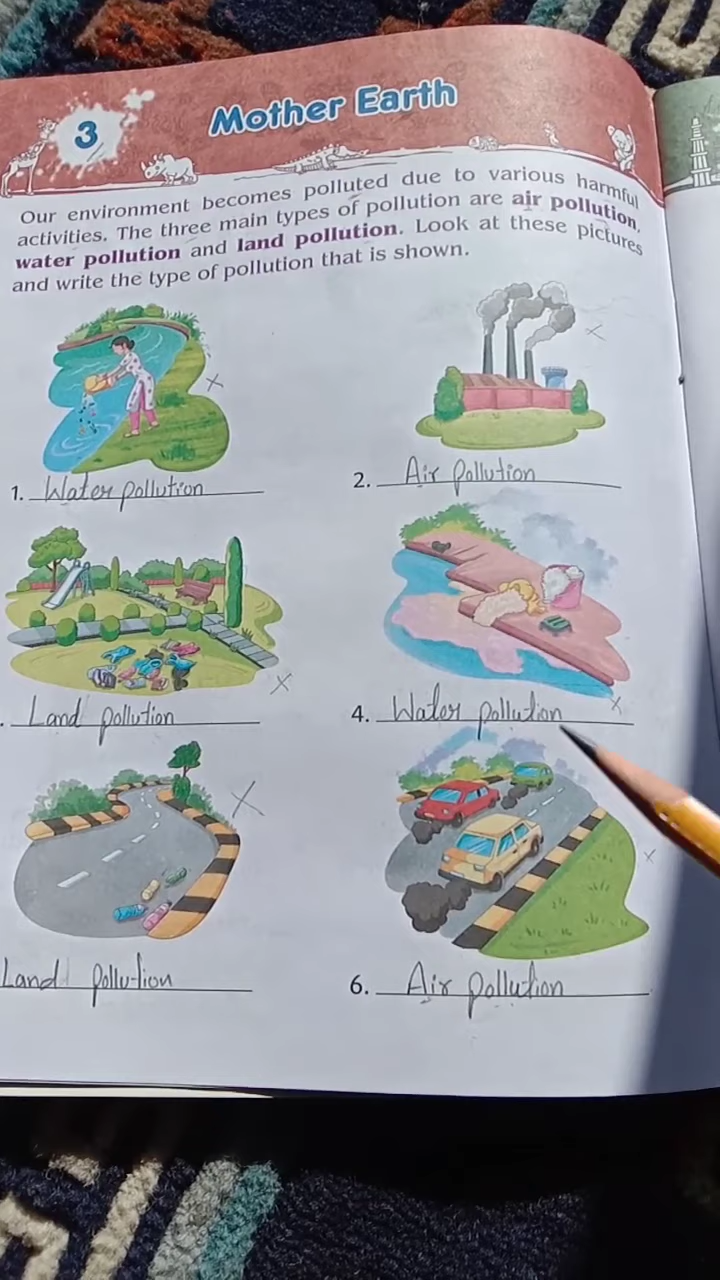 3
Mother Earth
Our environment becomes polluted due to various harmful
activities. The three main types of pollution are air pollution,
water pollution and land pollution. Look at these pictures
and write the type of pollution that is shown.
1. Water pollution
2. Air pollution
. Land pollution
4. Water pollution
Land pollution
6. Air pollution